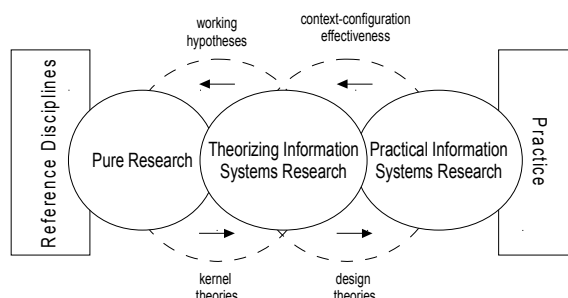 working
hypotheses
context-configuration
effectiveness
Reference Disciplines
Pure Research
Theorizing Information
Systems Research
Practical Information
Systems Research
Practice
kernel
theories
design
theories